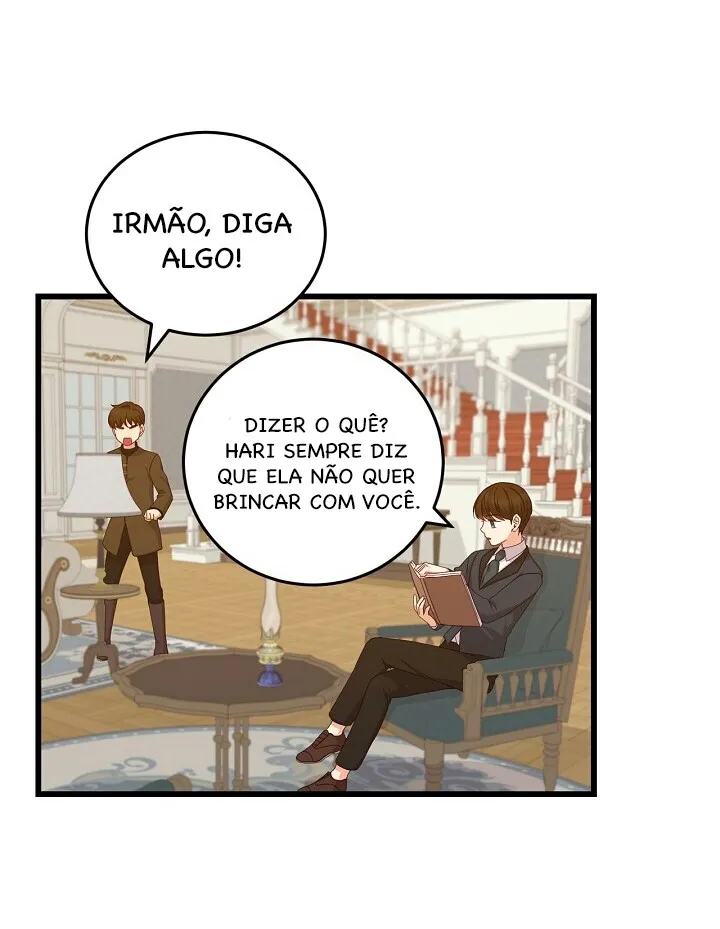 IRMÃO, DIGA
ALGO!
DIZER O QUÊ?
HARI SEMPRE DIZ
QUE ELA NÃO QUER
BRINCAR COM VOCÊ.